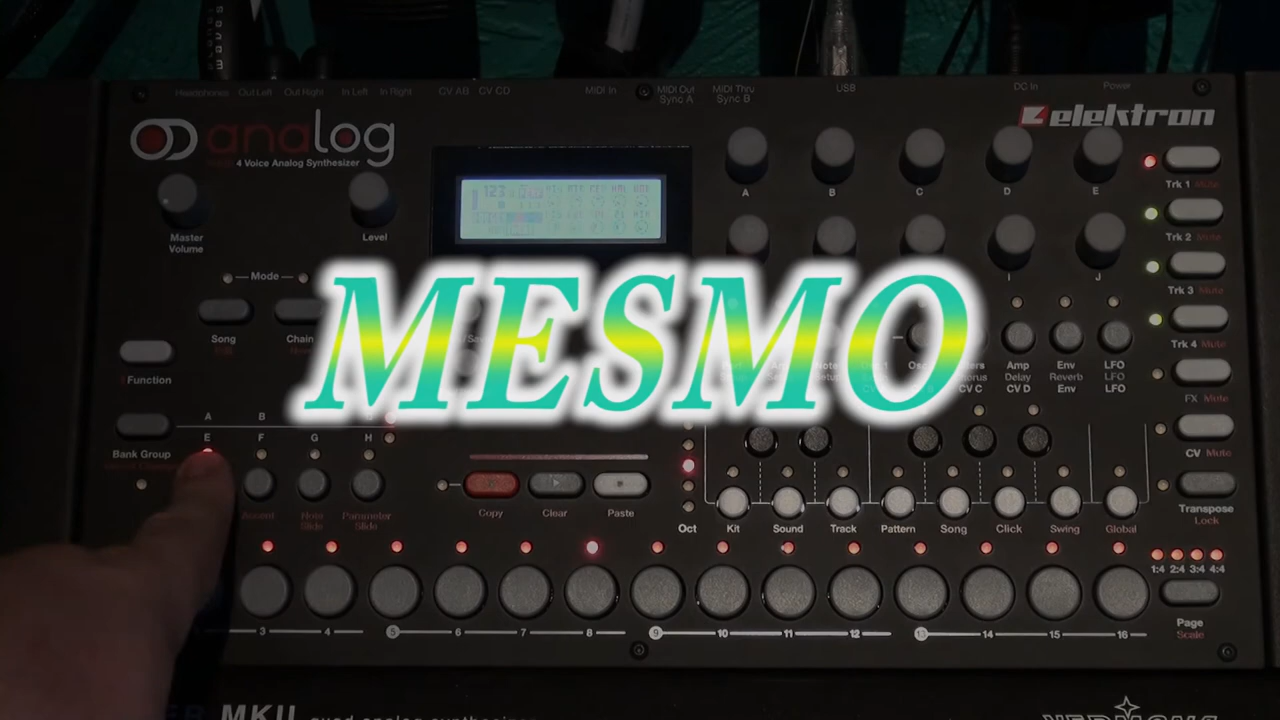 Headphones Out Left Out Right In Left In Right CV AB CV CD MIDI In MIDI Out Sync A MIDI Thru Sync B USB DC In Power
analog
4 Voice Analog Synthesizer
elektron
A B C D E
Trk 1 Mute
Master Volume
Level
Trk 2 Mute
Mode
I J
Trk 3 Mute
MESMO
Song
Chain
Trk 4 Mute
Note
Amp Env LFO
Delay Reverb LFO
CV C CV D Env LFO
Function
FX Mute
A B
E F G H
Bank Group
CV Mute
Accent
Note Slide
Parameter Slide
Copy Clear Paste
Oct Kit Sound Track Pattern Song Click Swing Global
Transpose
Lock
1:4 2:4 3:4 4:4
3 4 5 6 7 8 9 10 11 12 13 14 15 16
Page
Scale
MKII